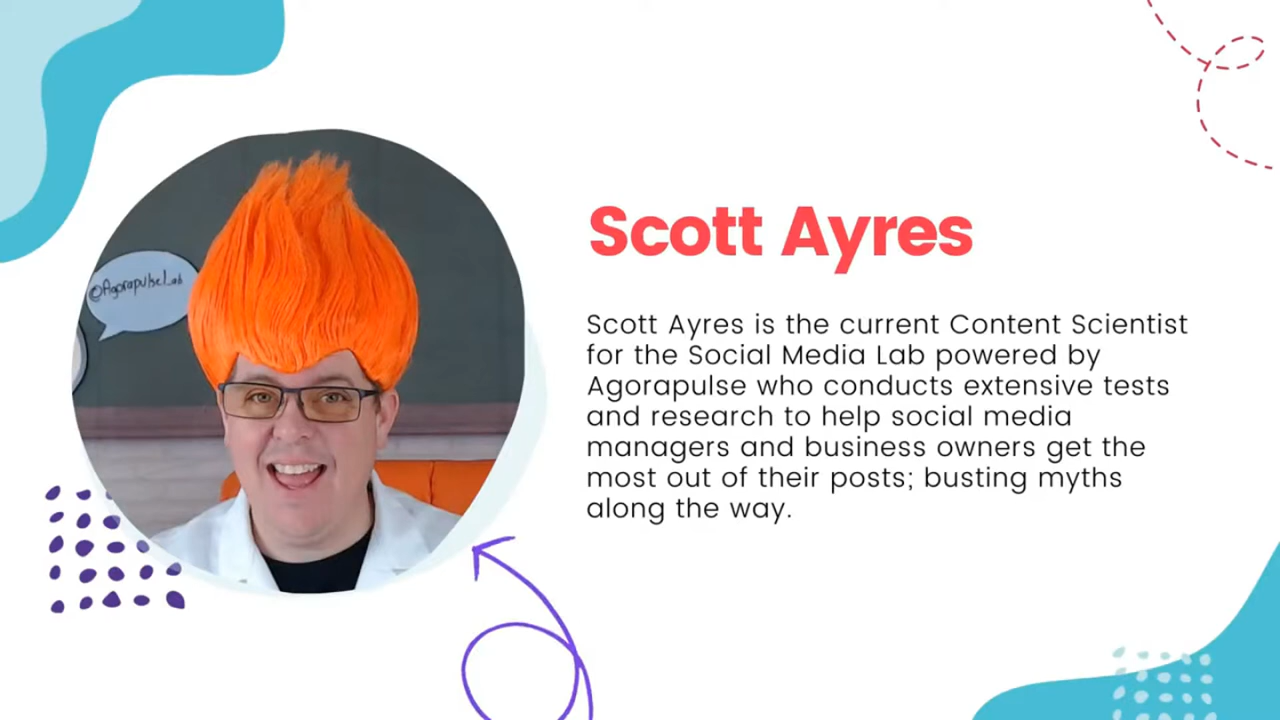 @AgorapulseLab
Scott Ayres
Scott Ayres is the current Content Scientist
for the Social Media Lab powered by
Agorapulse who conducts extensive tests
and research to help social media
managers and business owners get the
most out of their posts; busting myths
along the way.